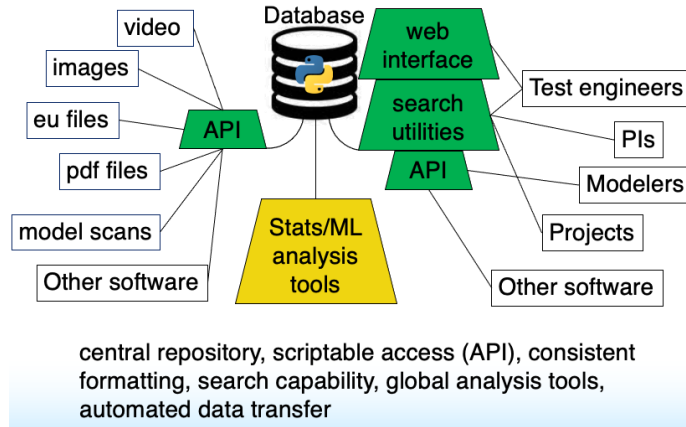 Database
video
images
eu files
pdf files
model scans
Other software
API
Stats/ML
analysis
tools
web
interface
search
utilities
API
Test engineers
PIs
Modelers
Projects
Other software
central repository, scriptable access (API), consistent
formatting, search capability, global analysis tools,
automated data transfer